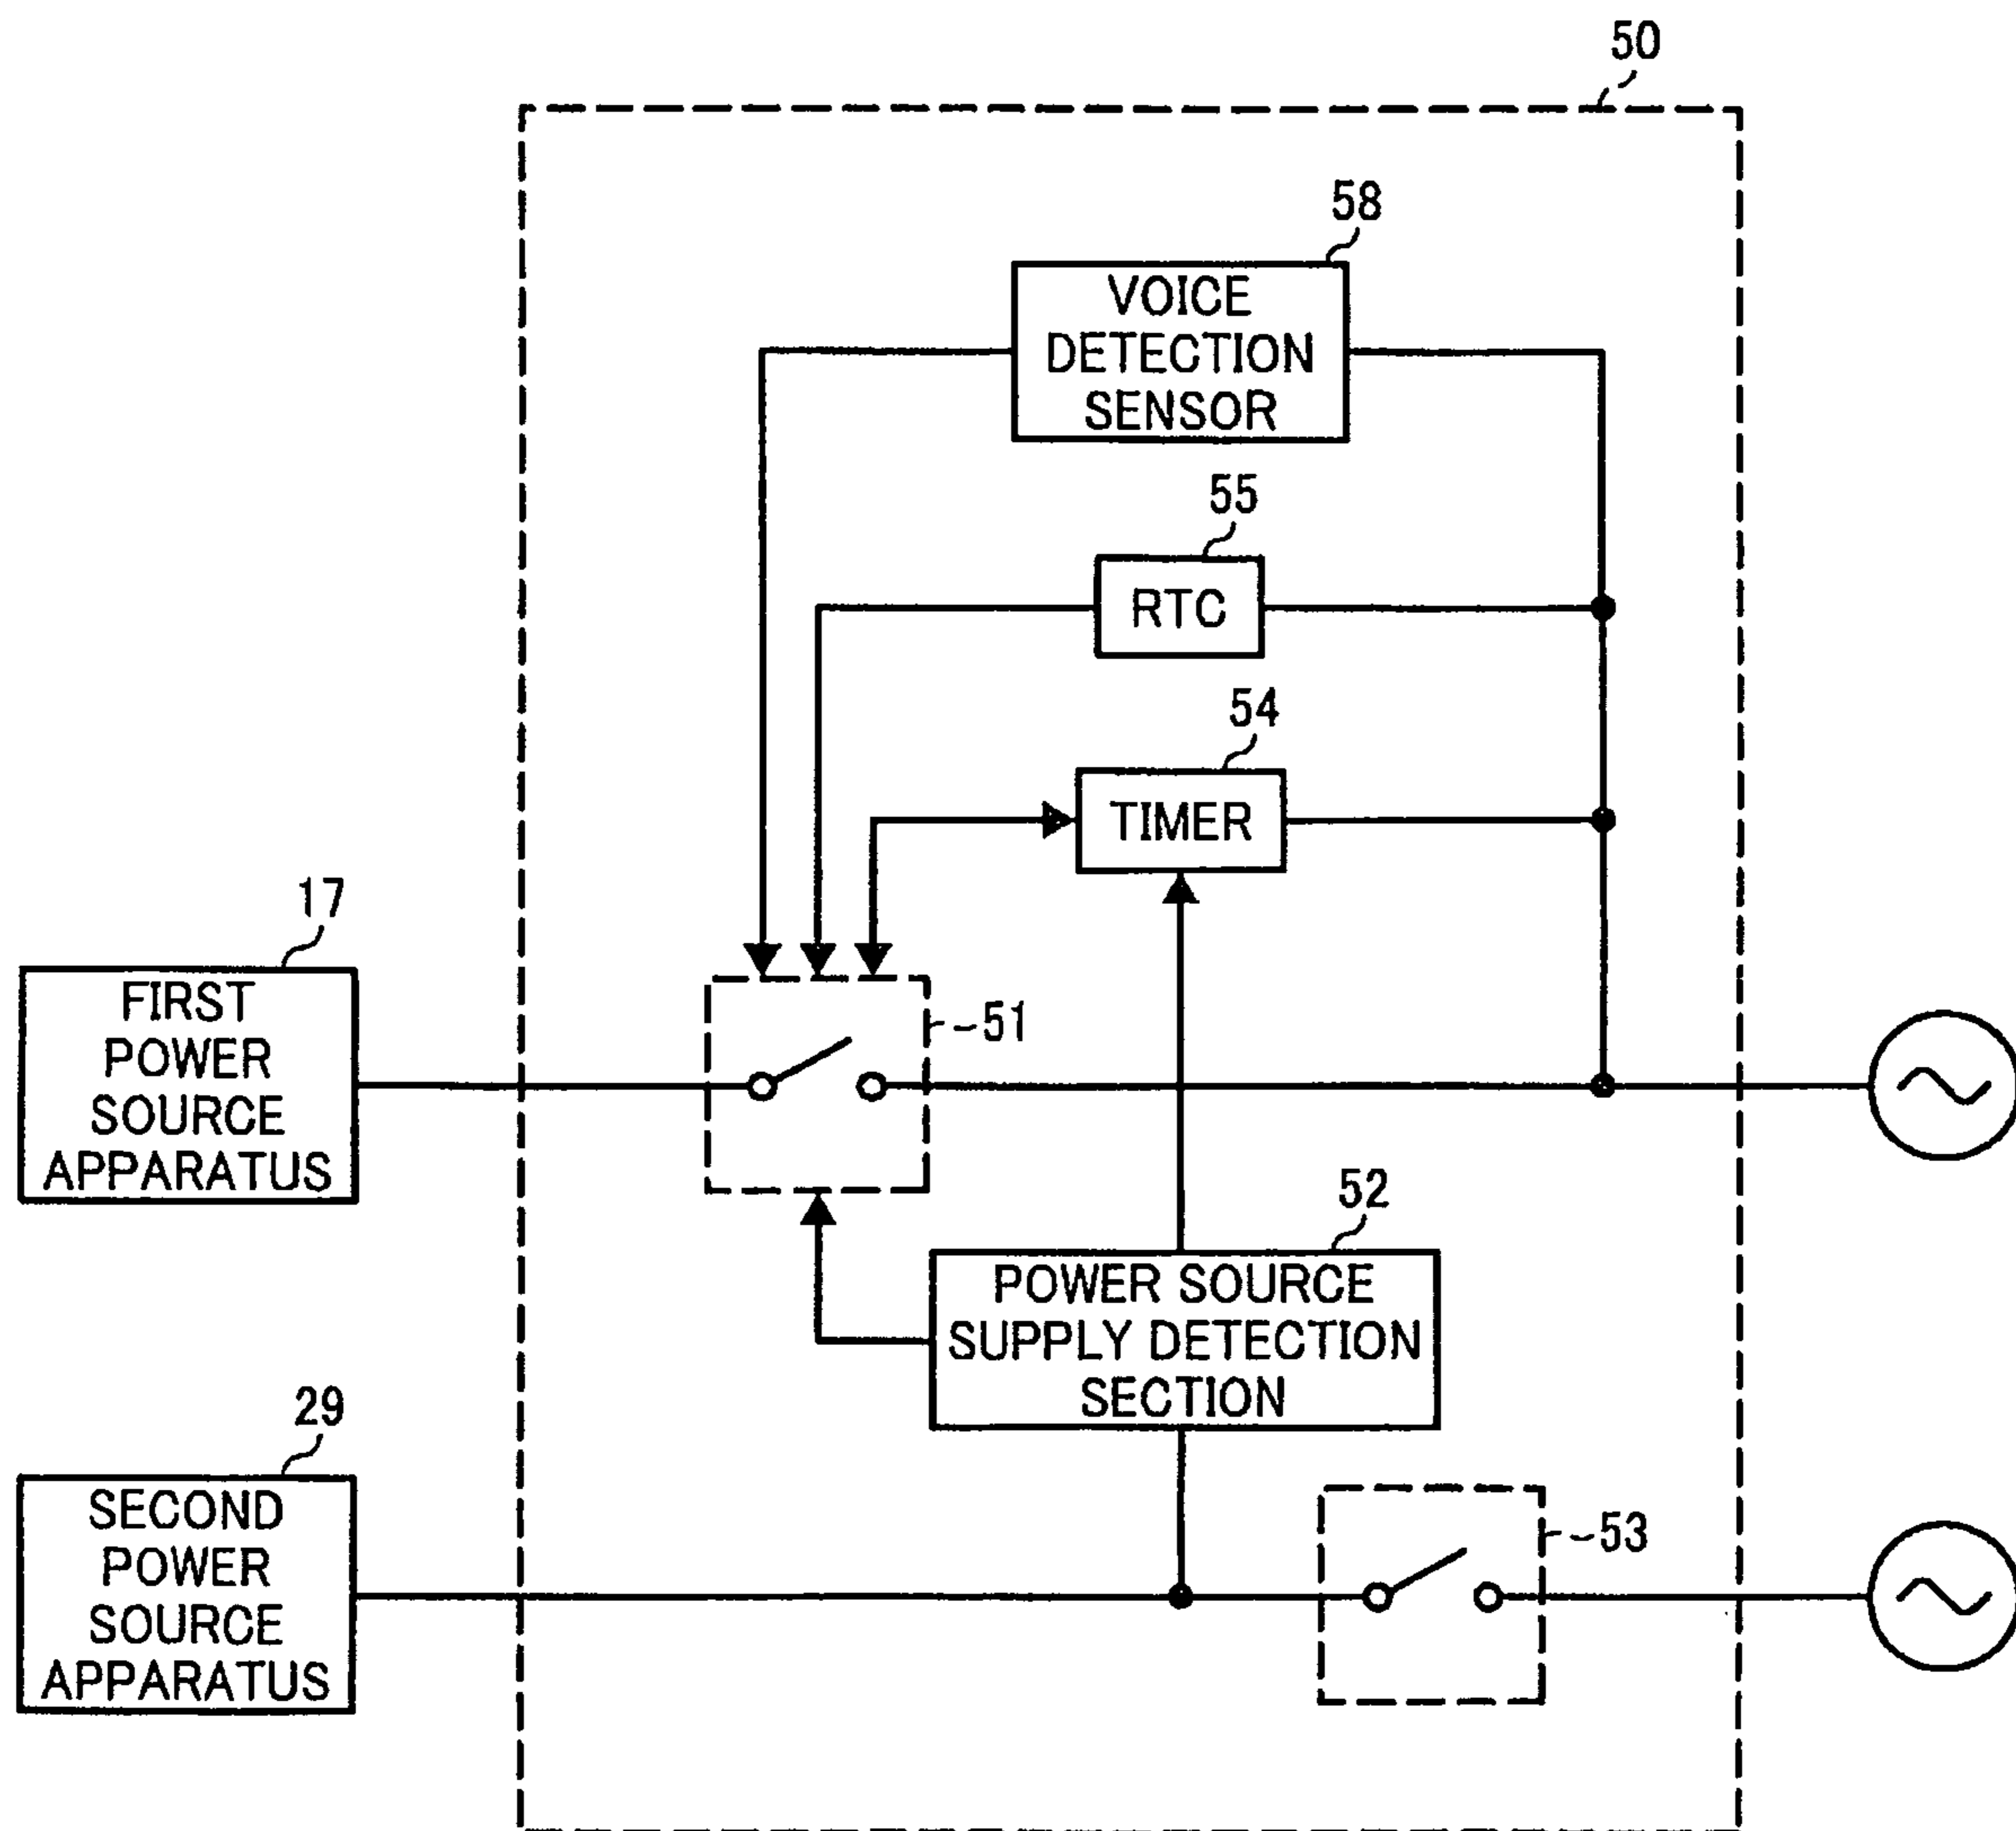 50
58
VOICE
DETECTION
SENSOR
55
RTC
54
TIMER
17
FIRST
POWER
SOURCE
APPARATUS
51
52
POWER SOURCE
SUPPLY DETECTION
SECTION
29
SECOND
POWER
SOURCE
APPARATUS
53